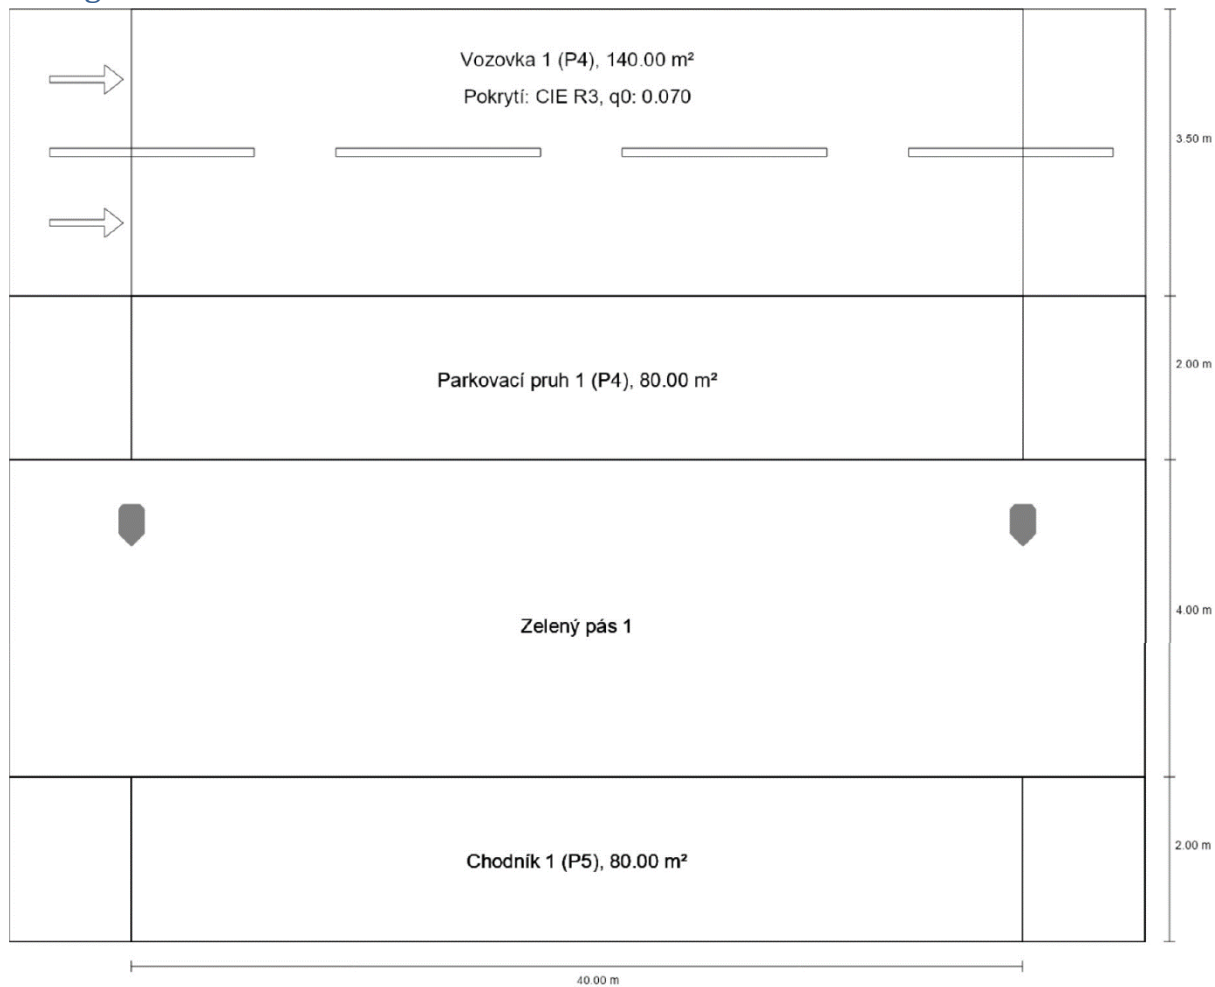 Vozovka 1 (P4), 140.00 m²
Pokrytí: CIE R3, q0: 0.070
3.50 m
2.00 m
Parkovací pruh 1 (P4), 80.00 m²
4.00 m
Zelený pás 1
2.00 m
Chodník 1 (P5), 80.00 m²
40.00 m